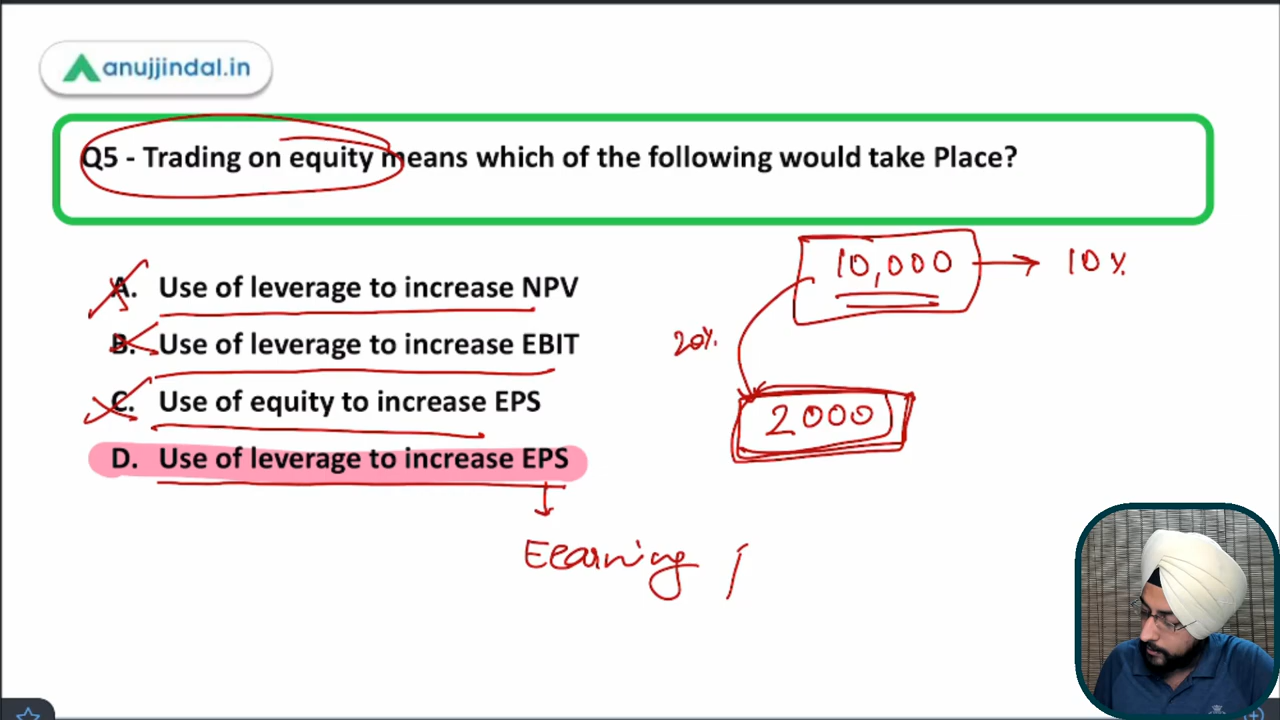 anujjindal.in
Q5 - Trading on equity means which of the following would take Place?
10,000 → 10%
A. Use of leverage to increase NPV
20%
B. Use of leverage to increase EBIT
C. Use of equity to increase EPS
2000
D. Use of leverage to increase EPS
Elarning